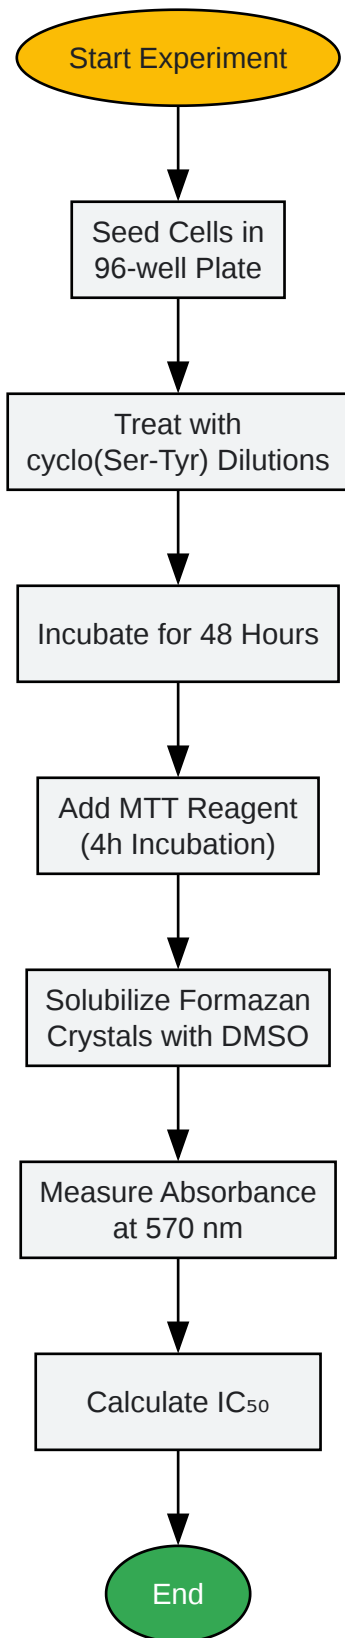 Start Experiment
Seed Cells in
96-well Plate
Treat with
cyclo(Ser-Tyr) Dilutions
Incubate for 48 Hours
Add MTT Reagent
(4h Incubation)
Solubilize Formazan
Crystals with DMSO
Measure Absorbance
at 570 nm
Calculate IC₅₀
End